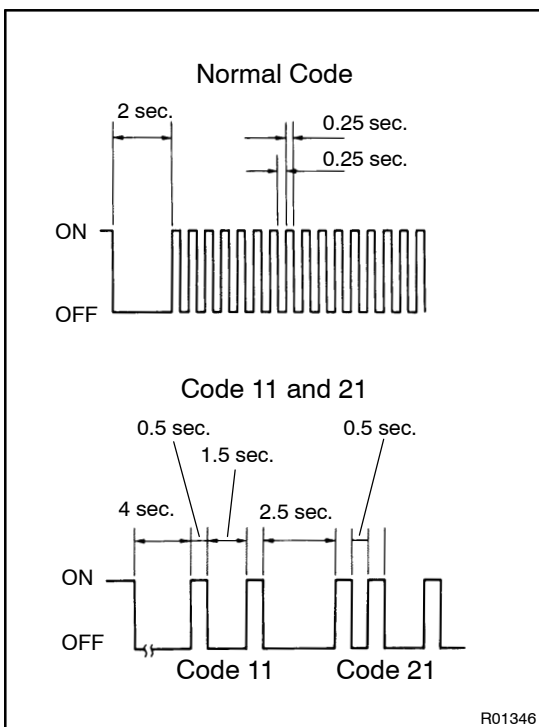 Normal Code
2 sec.
0.25 sec.
0.25 sec.
ON
OFF
Code 11 and 21
0.5 sec.
0.5 sec.
1.5 sec.
4 sec.
2.5 sec.
ON
OFF
Code 11
Code 21
R01346